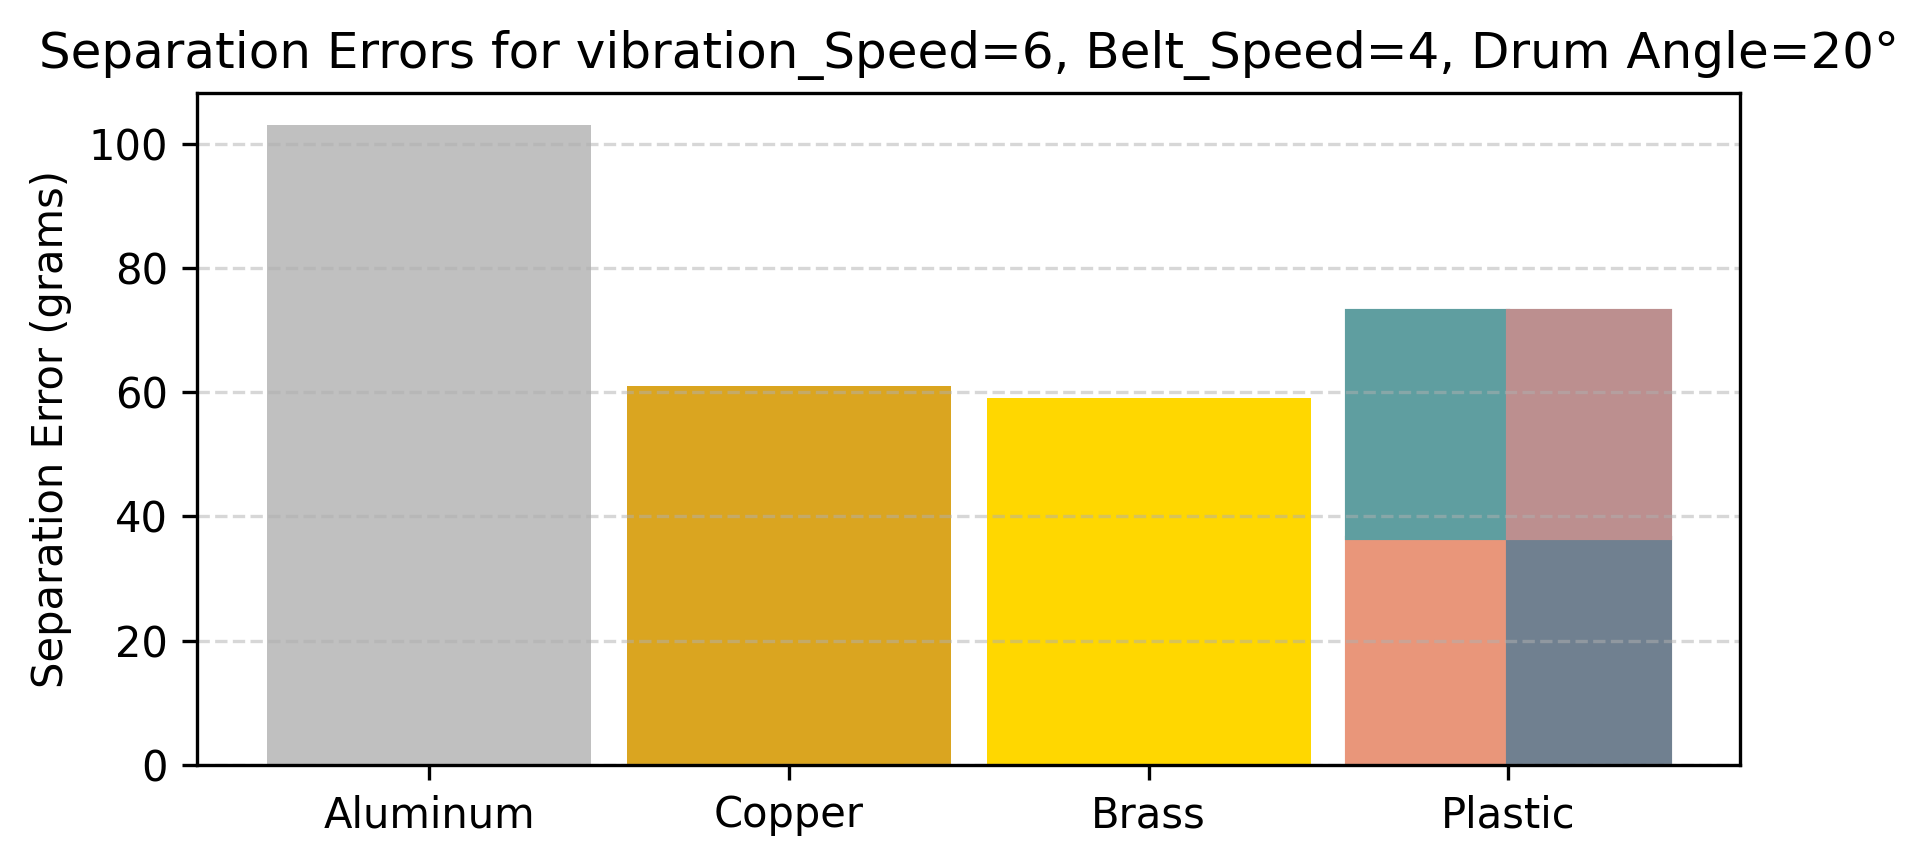 Separation Errors for vibration_Speed=6, Belt_Speed=4, Drum Angle=20°
Separation Error (grams)
100
80
60
40
20
0
Aluminum
Copper
Brass
Plastic